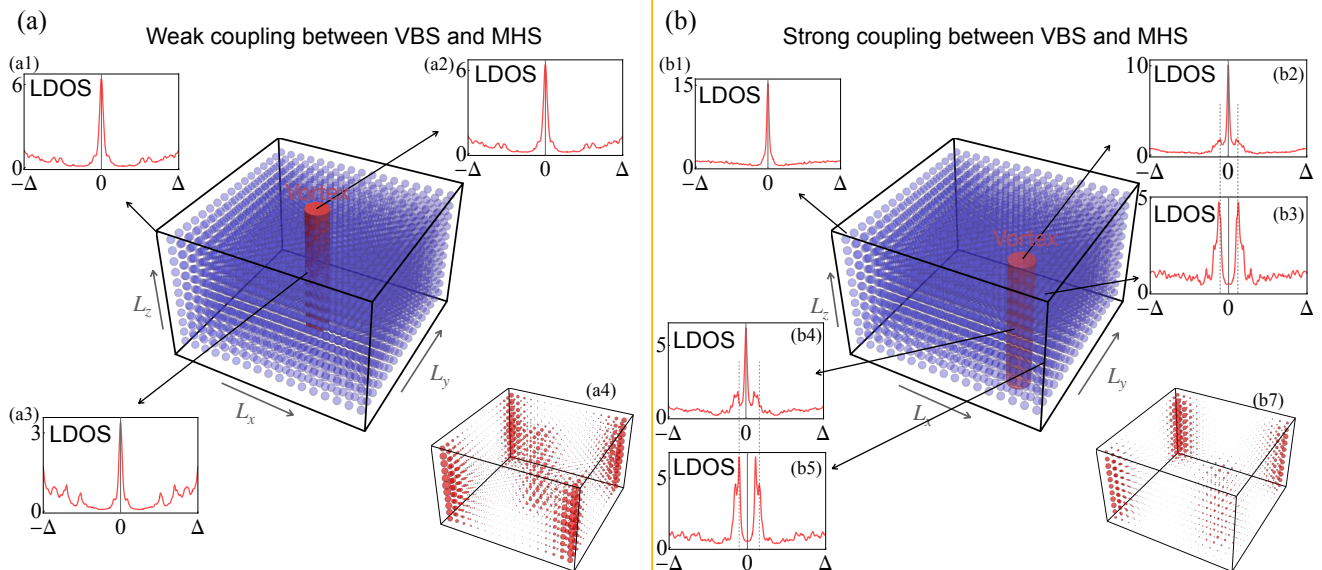 (a)
Weak coupling between VBS and MHS
(a1)
LDOS
6
0
−Δ 0 Δ
(a2)
LDOS
6
0
−Δ 0 Δ
Vortex
L_z
L_x
L_y
(a3)
LDOS
3
0
−Δ 0 Δ
(a4)
(b)
Strong coupling between VBS and MHS
(b1)
LDOS
15
0
−Δ 0 Δ
(b2)
LDOS
10
0
−Δ 0 Δ
(b3)
LDOS
5
0
−Δ 0 Δ
Vortex
L_z
L_x
L_y
(b4)
LDOS
5
0
−Δ 0 Δ
(b5)
LDOS
5
0
−Δ 0 Δ
(b7)